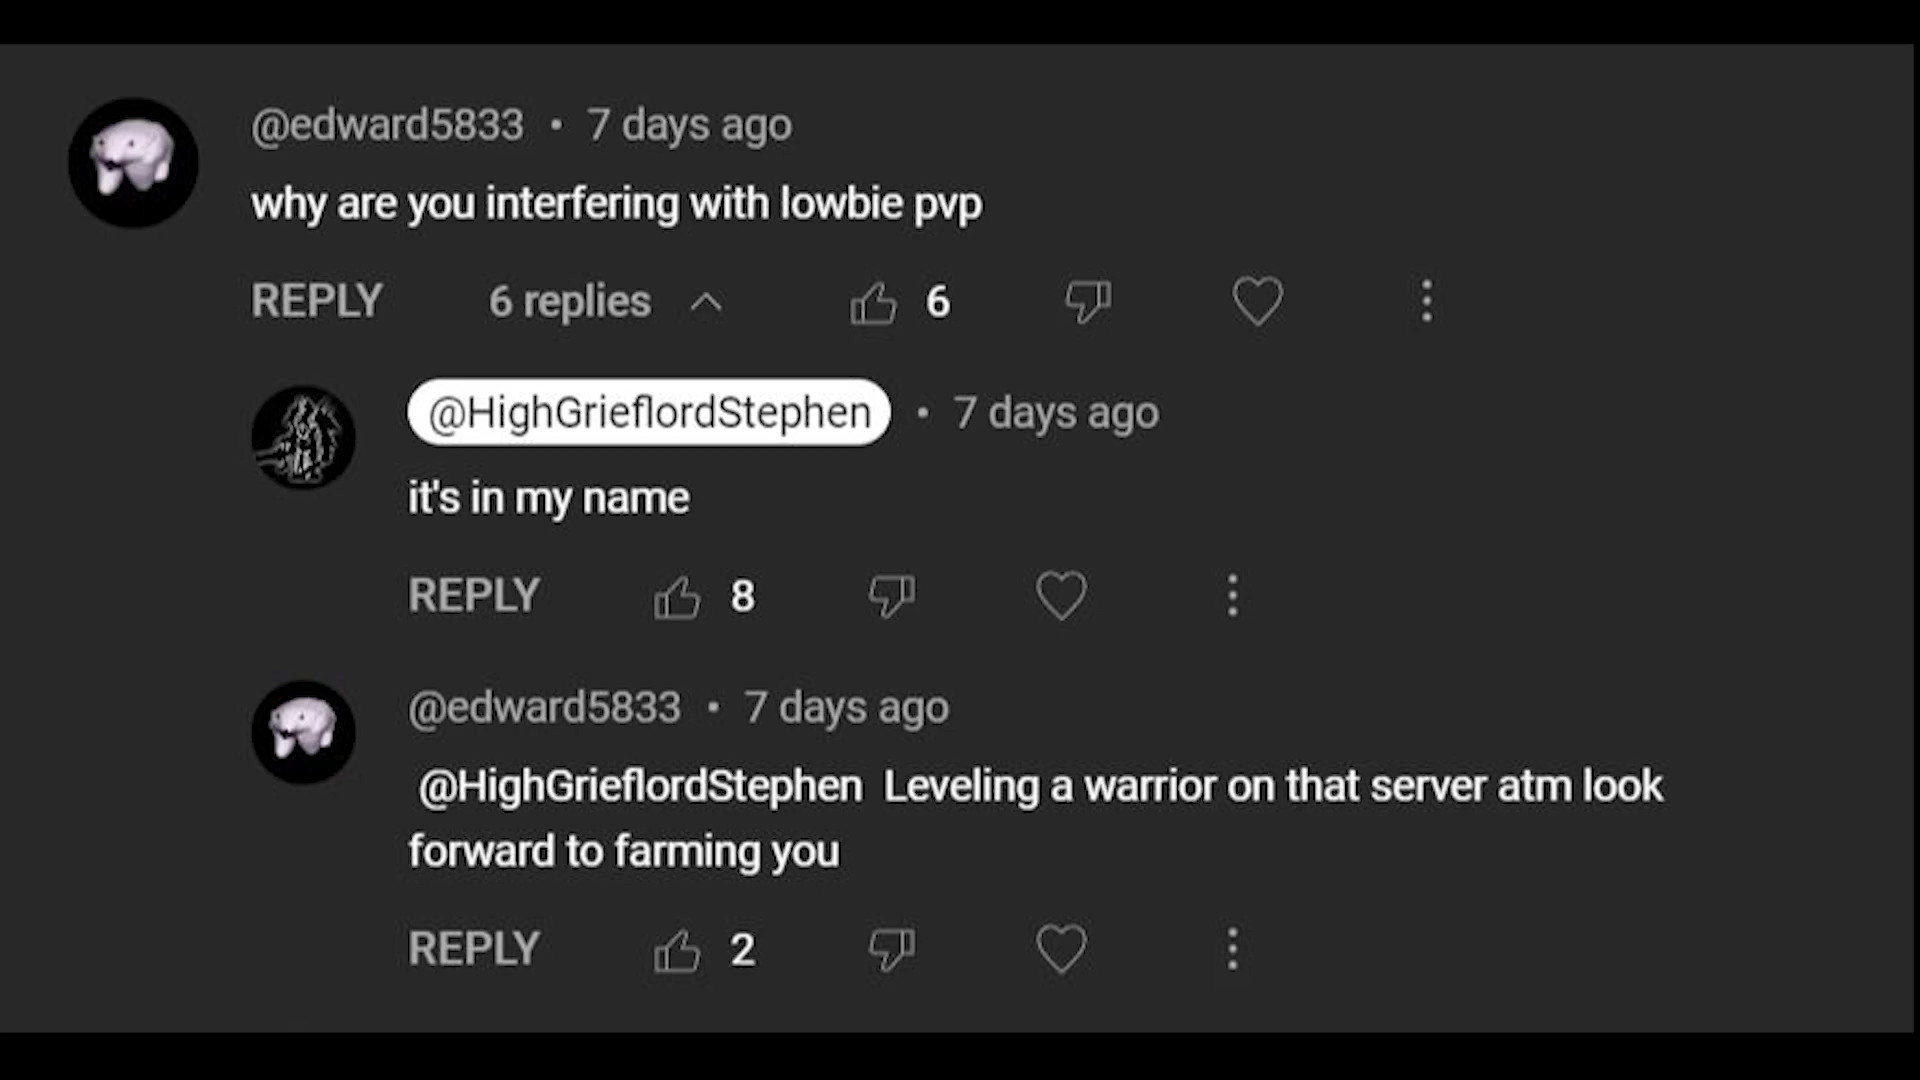 @edward5833 • 7 days ago
why are you interfering with lowbie pvp
REPLY 6 replies 6
@HighGrieflordStephen • 7 days ago
it's in my name
REPLY 8
@edward5833 • 7 days ago
@HighGrieflordStephen Leveling a warrior on that server atm look
forward to farming you
REPLY 2